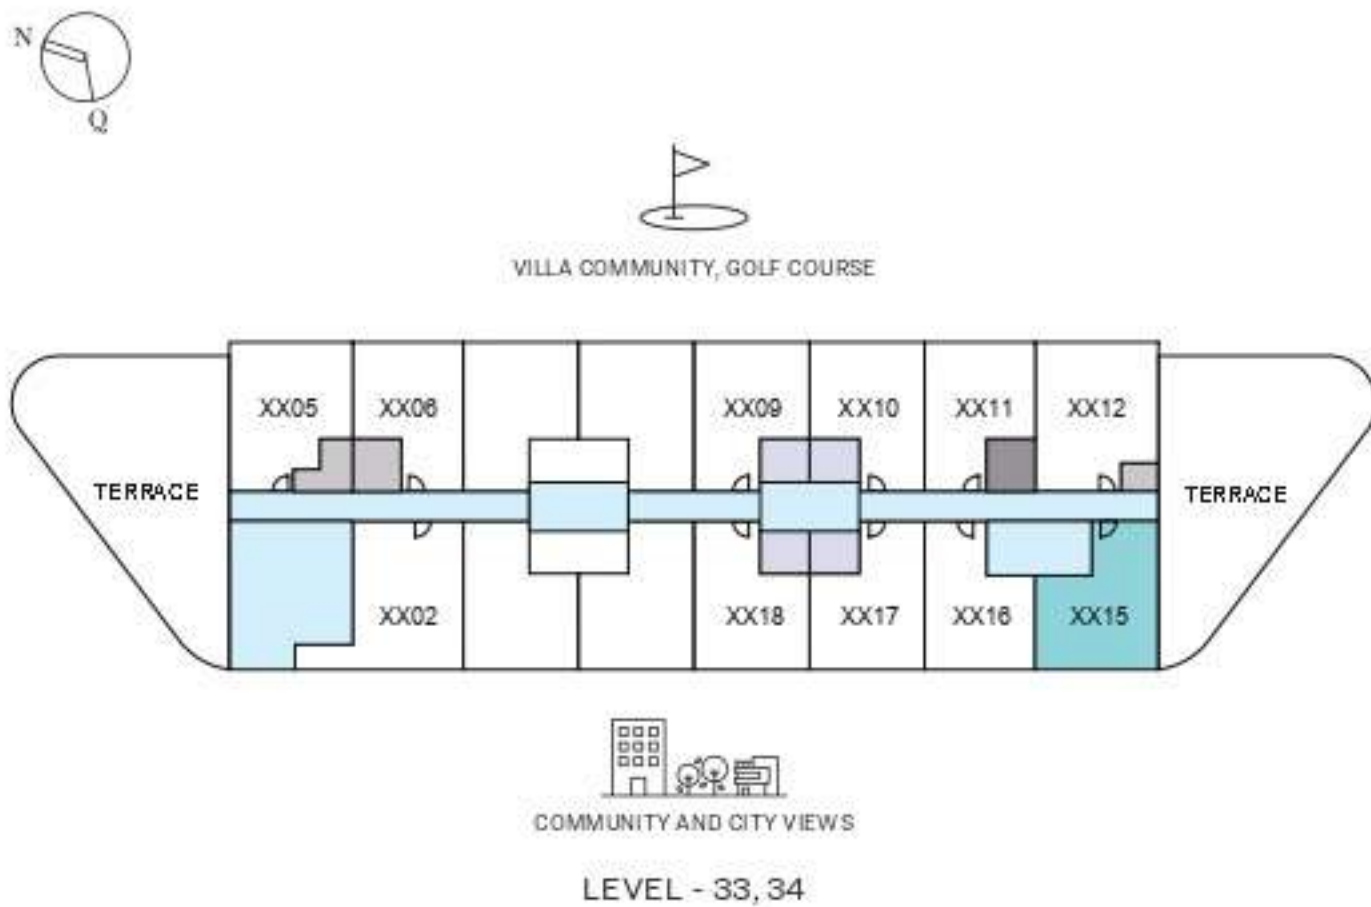 N
Q
VILLA COMMUNITY, GOLF COURSE
XX05 XX06 XX09 XX10 XX11 XX12
TERRACE TERRACE
XX02 XX18 XX17 XX16 XX15
COMMUNITY AND CITY VIEWS
LEVEL - 33, 34